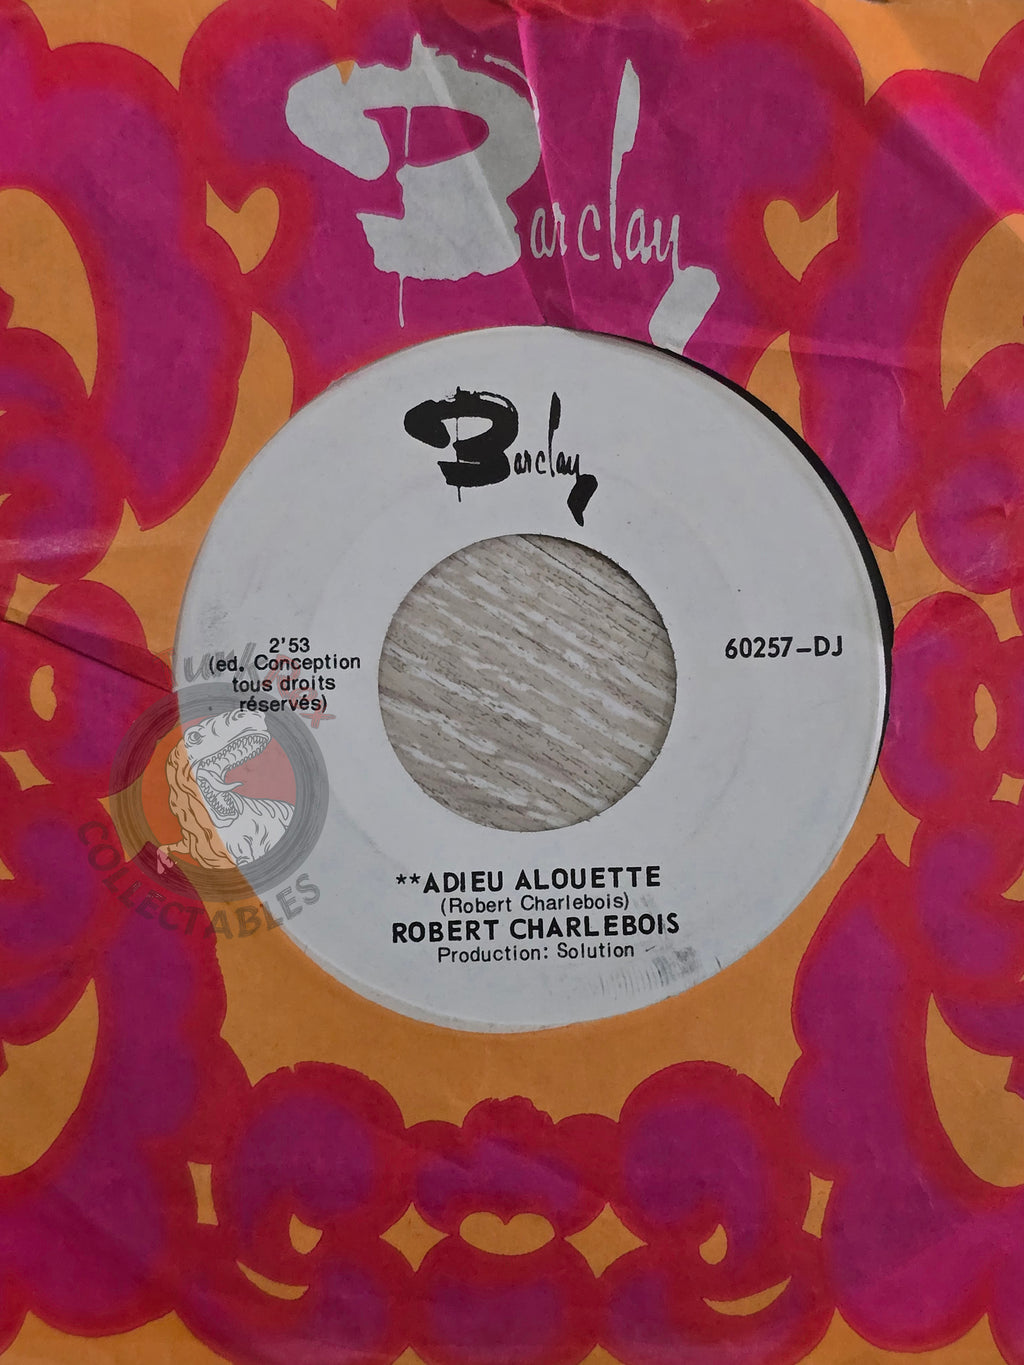 Barclay
Barclay
2'53
(ed. Conception
tous droits
réservés)
60257-DJ
**ADIEU ALOUETTE
(Robert Charlebois)
ROBERT CHARLEBOIS
Production: Solution
COLLECTABLES